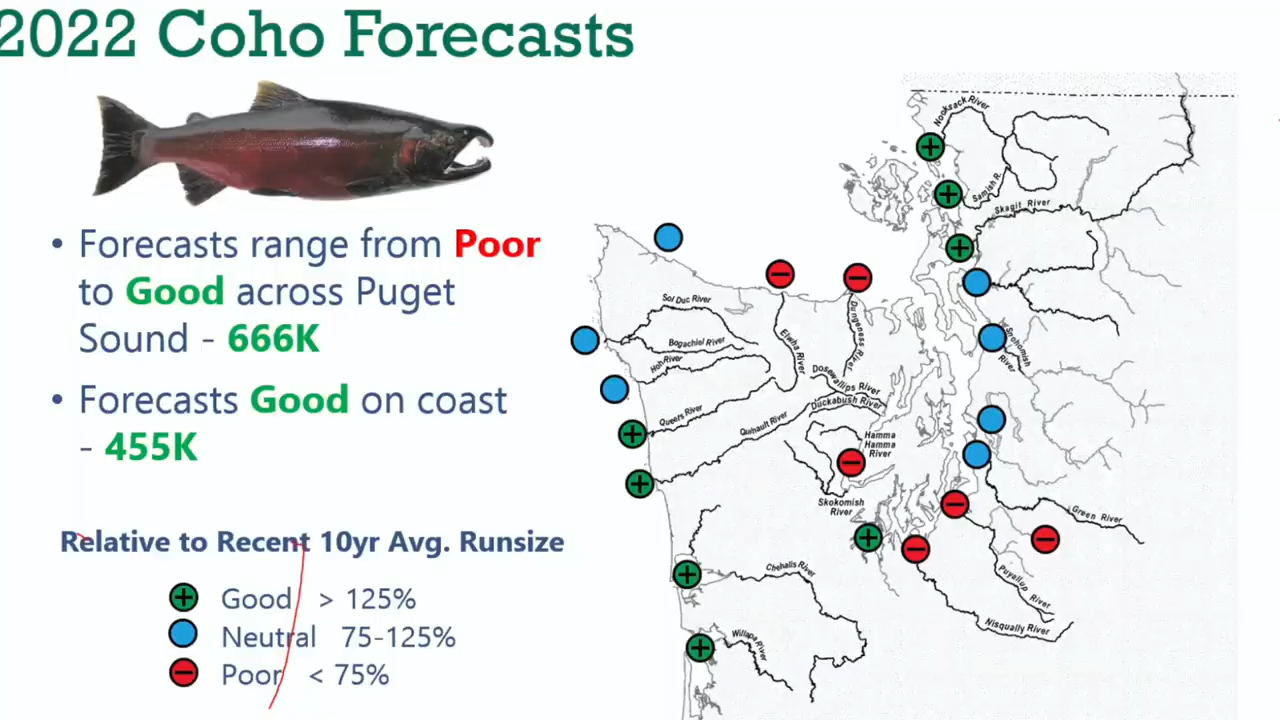 2022 Coho Forecasts
• Forecasts range from Poor
to Good across Puget
Sound - 666K
• Forecasts Good on coast
- 455K
Relative to Recent 10yr Avg. Runsize
Good > 125%
Neutral 75-125%
Poor < 75%
Nooksack River
Samish R.
Skagit River
Sol Duc River
Bogachiel River
Hoh River
Elwha River
Dungeness River
Snohomish
River
Dosewallips River
Duckabush River
Queets River
Quinault River
Hamma
Hamma
River
Skokomish
River
Green River
Chehalis River
Puyallup River
Nisqually River
Willapa River